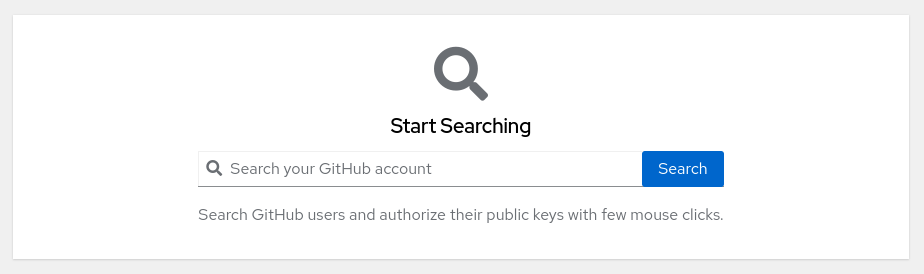 Start Searching
Search your GitHub account
Search
Search GitHub users and authorize their public keys with few mouse clicks.